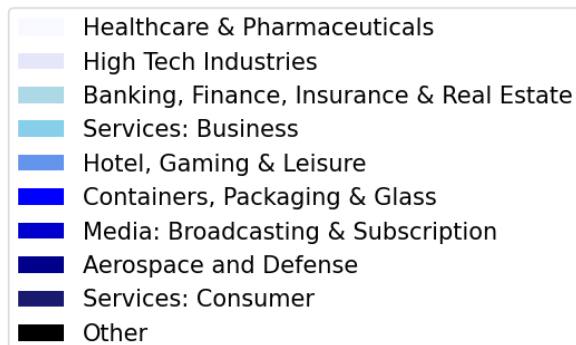 Healthcare & Pharmaceuticals
High Tech Industries
Banking, Finance, Insurance & Real Estate
Services: Business
Hotel, Gaming & Leisure
Containers, Packaging & Glass
Media: Broadcasting & Subscription
Aerospace and Defense
Services: Consumer
Other